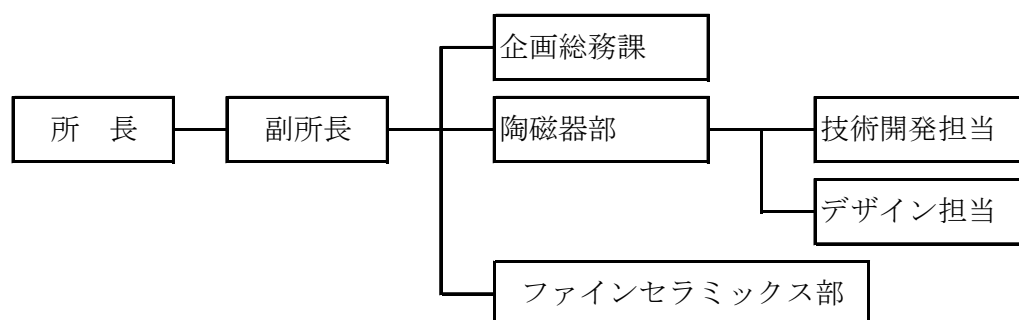 企画総務課
所　長
副所長
陶磁器部
技術開発担当
デザイン担当
ファインセラミックス部